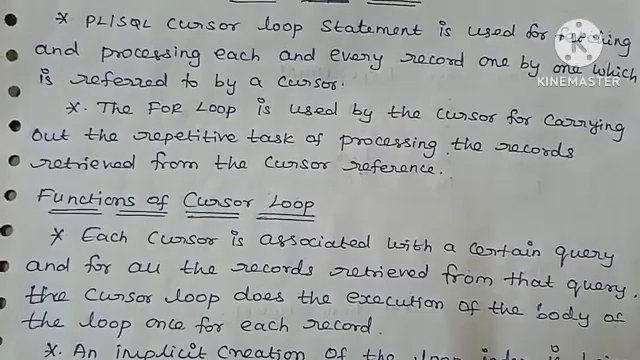 * PL/SQL cursor loop statement is used for fetching
and processing each and every record one by one which
is referred to by a cursor.
KINEMASTER
*. The FOR LOOP is used by the cursor for carrying
out the repetitive task of processing the records
retrieved from the cursor reference.
Functions of Cursor Loop
* Each cursor is associated with a certain query
and for all the records retrieved from that query.
the cursor loop does the execution of the body of
the loop once for each record.
*. An implicit creation of the loop index is